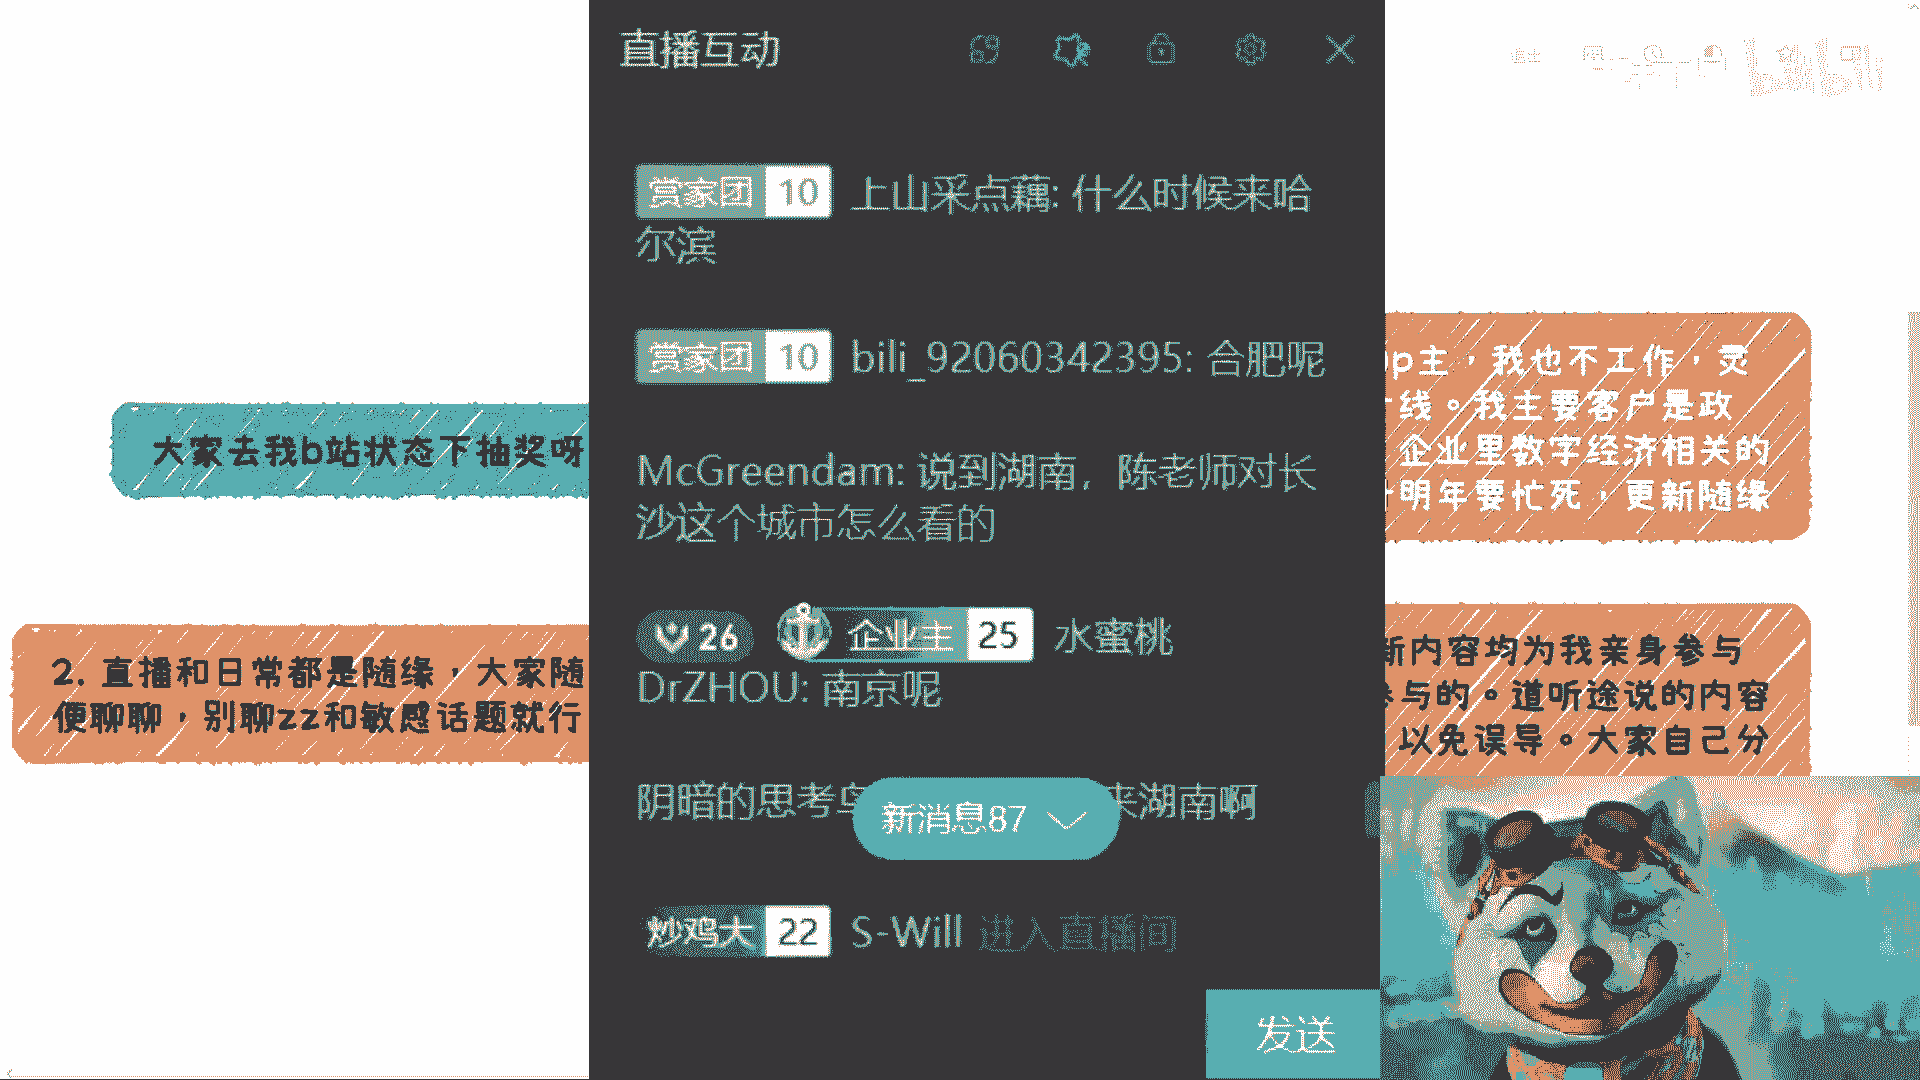 直播互动
赏家团 10 上山采点藕: 什么时候来哈
尔滨
赏家团 10 bili_92060342395: 合肥呢
McGreendam: 说到湖南，陈老师对长
沙这个城市怎么看的
26 企业主 25 水蜜桃
DrZHOU: 南京呢
阴暗的思考
来湖南啊
新消息87
炒鸡大 22 S-Will 进入直播间
发送
大家去我b站状态下抽奖呀
2. 直播和日常都是随缘，大家随
便聊聊，别聊zz和敏感话题就行
p主，我也不工作，灵
线。我主要客户是政
企业里数字经济相关的
明年要忙死，更新随缘
新内容均为我亲身参与
参与的。道听途说的内容
以免误导。大家自己分
bilibili